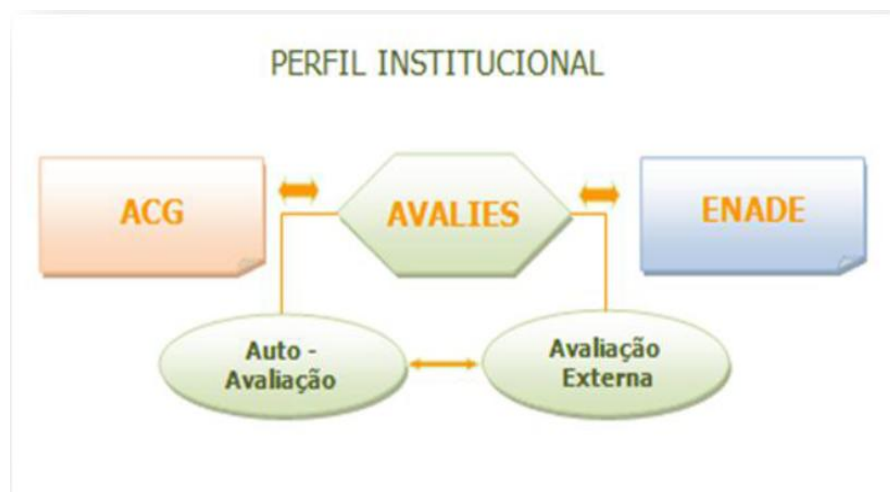 PERFIL INSTITUCIONAL
ACG
AVALIES
ENADE
Auto -
Avaliação
Avaliação
Externa